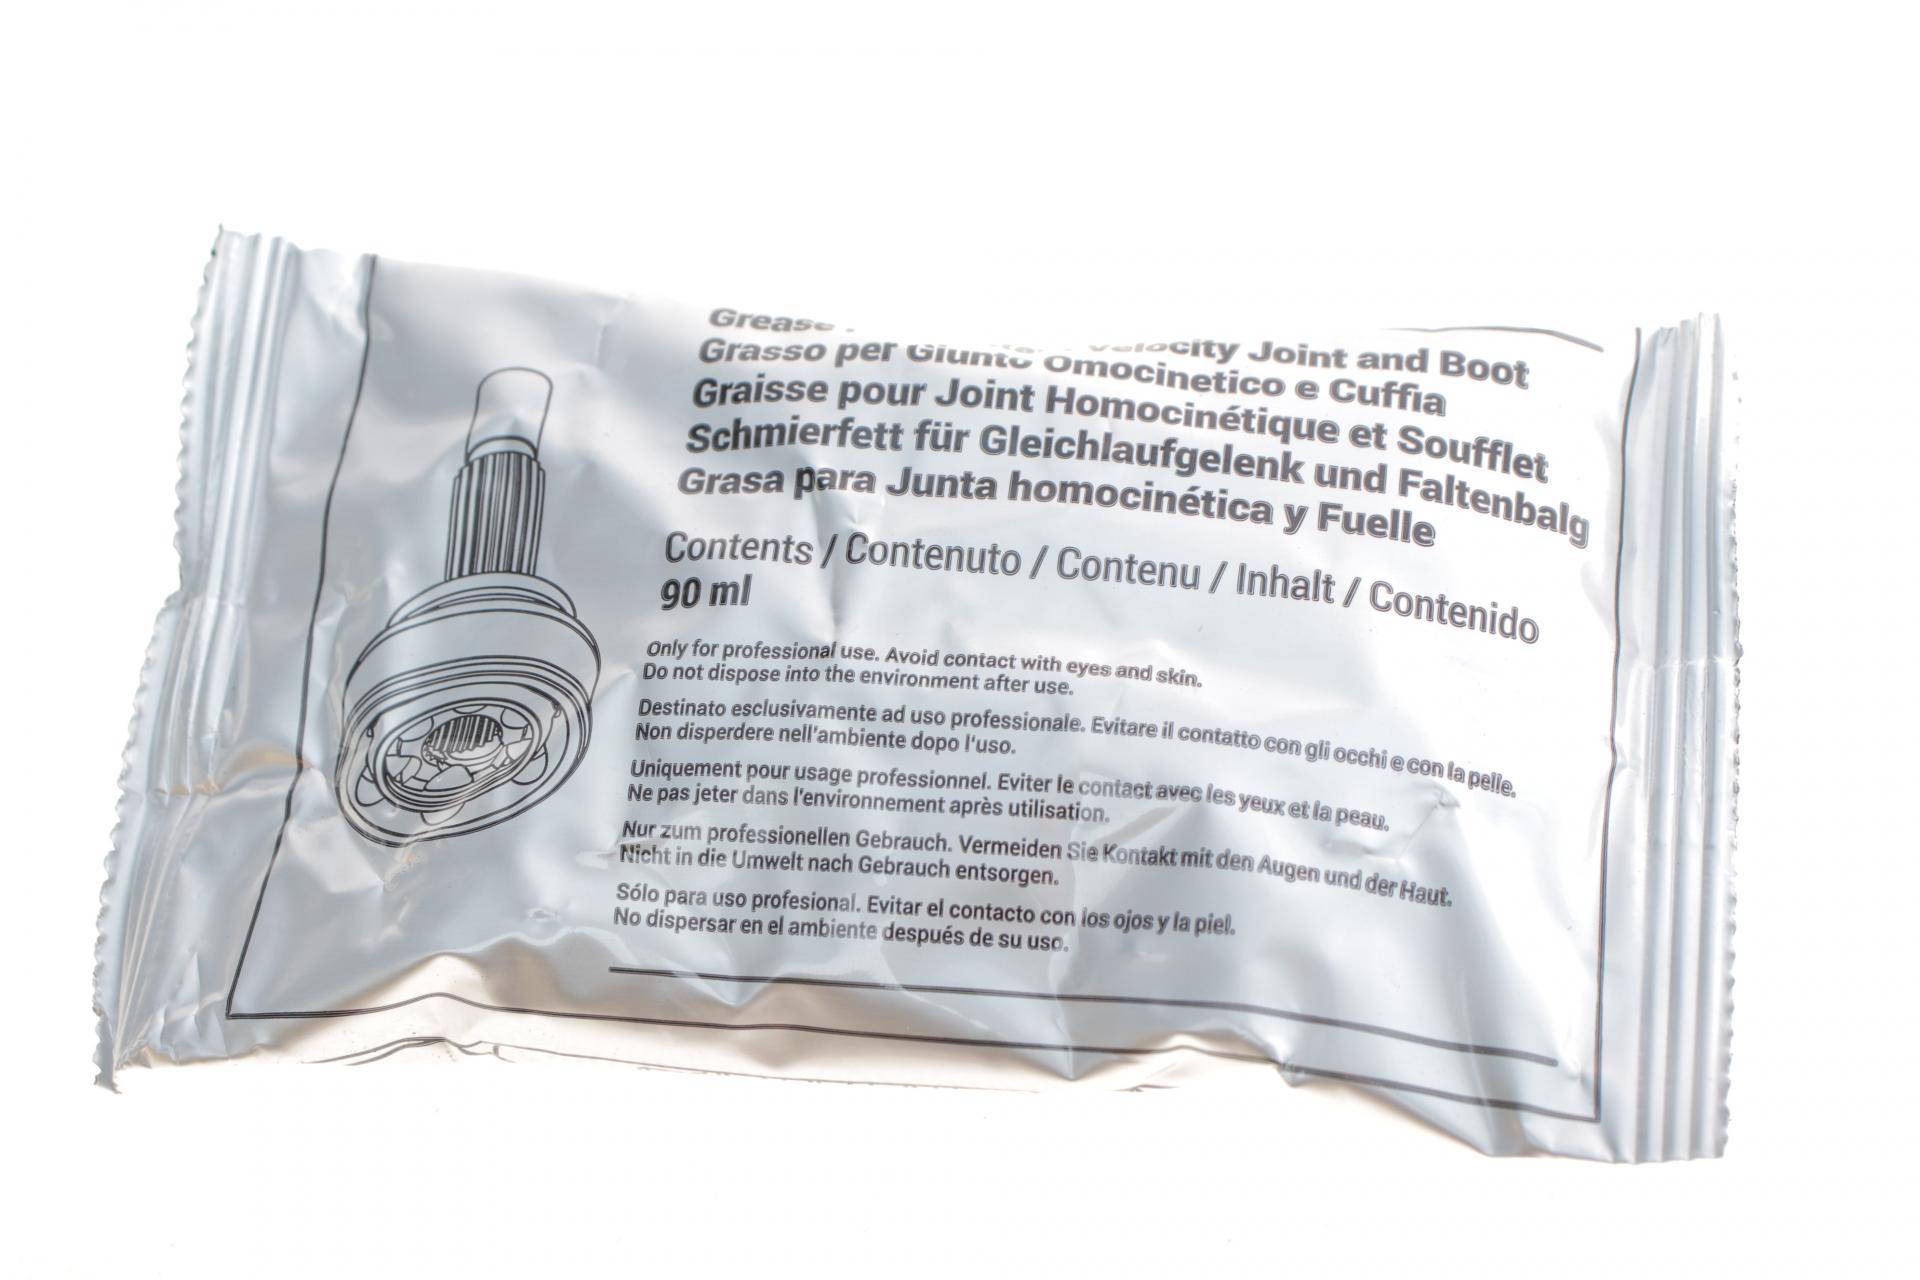 Grease
Velocity Joint and Boot
Grasso per Giunto Omocinetico e Cuffia
Graisse pour Joint Homocinétique et Soufflet
Schmierfett für Gleichlaufgelenk und Faltenbalg
Grasa para Junta homocinética y Fuelle
Contents / Contenuto / Contenu / Inhalt / Contenido
90 ml
Only for professional use. Avoid contact with eyes and skin.
Do not dispose into the environment after use.
Destinato esclusivamente ad uso professionale. Evitare il contatto con gli occhi e con la pelle.
Non disperdere nell'ambiente dopo l'uso.
Uniquement pour usage professionnel. Eviter le contact avec les yeux et la peau.
Ne pas jeter dans l'environnement après utilisation.
Nur zum professionellen Gebrauch. Vermeiden Sie Kontakt mit den Augen und der Haut.
Nicht in die Umwelt nach Gebrauch entsorgen.
Sólo para uso profesional. Evitar el contacto con los ojos y la piel.
No dispersar en el ambiente después de su uso.